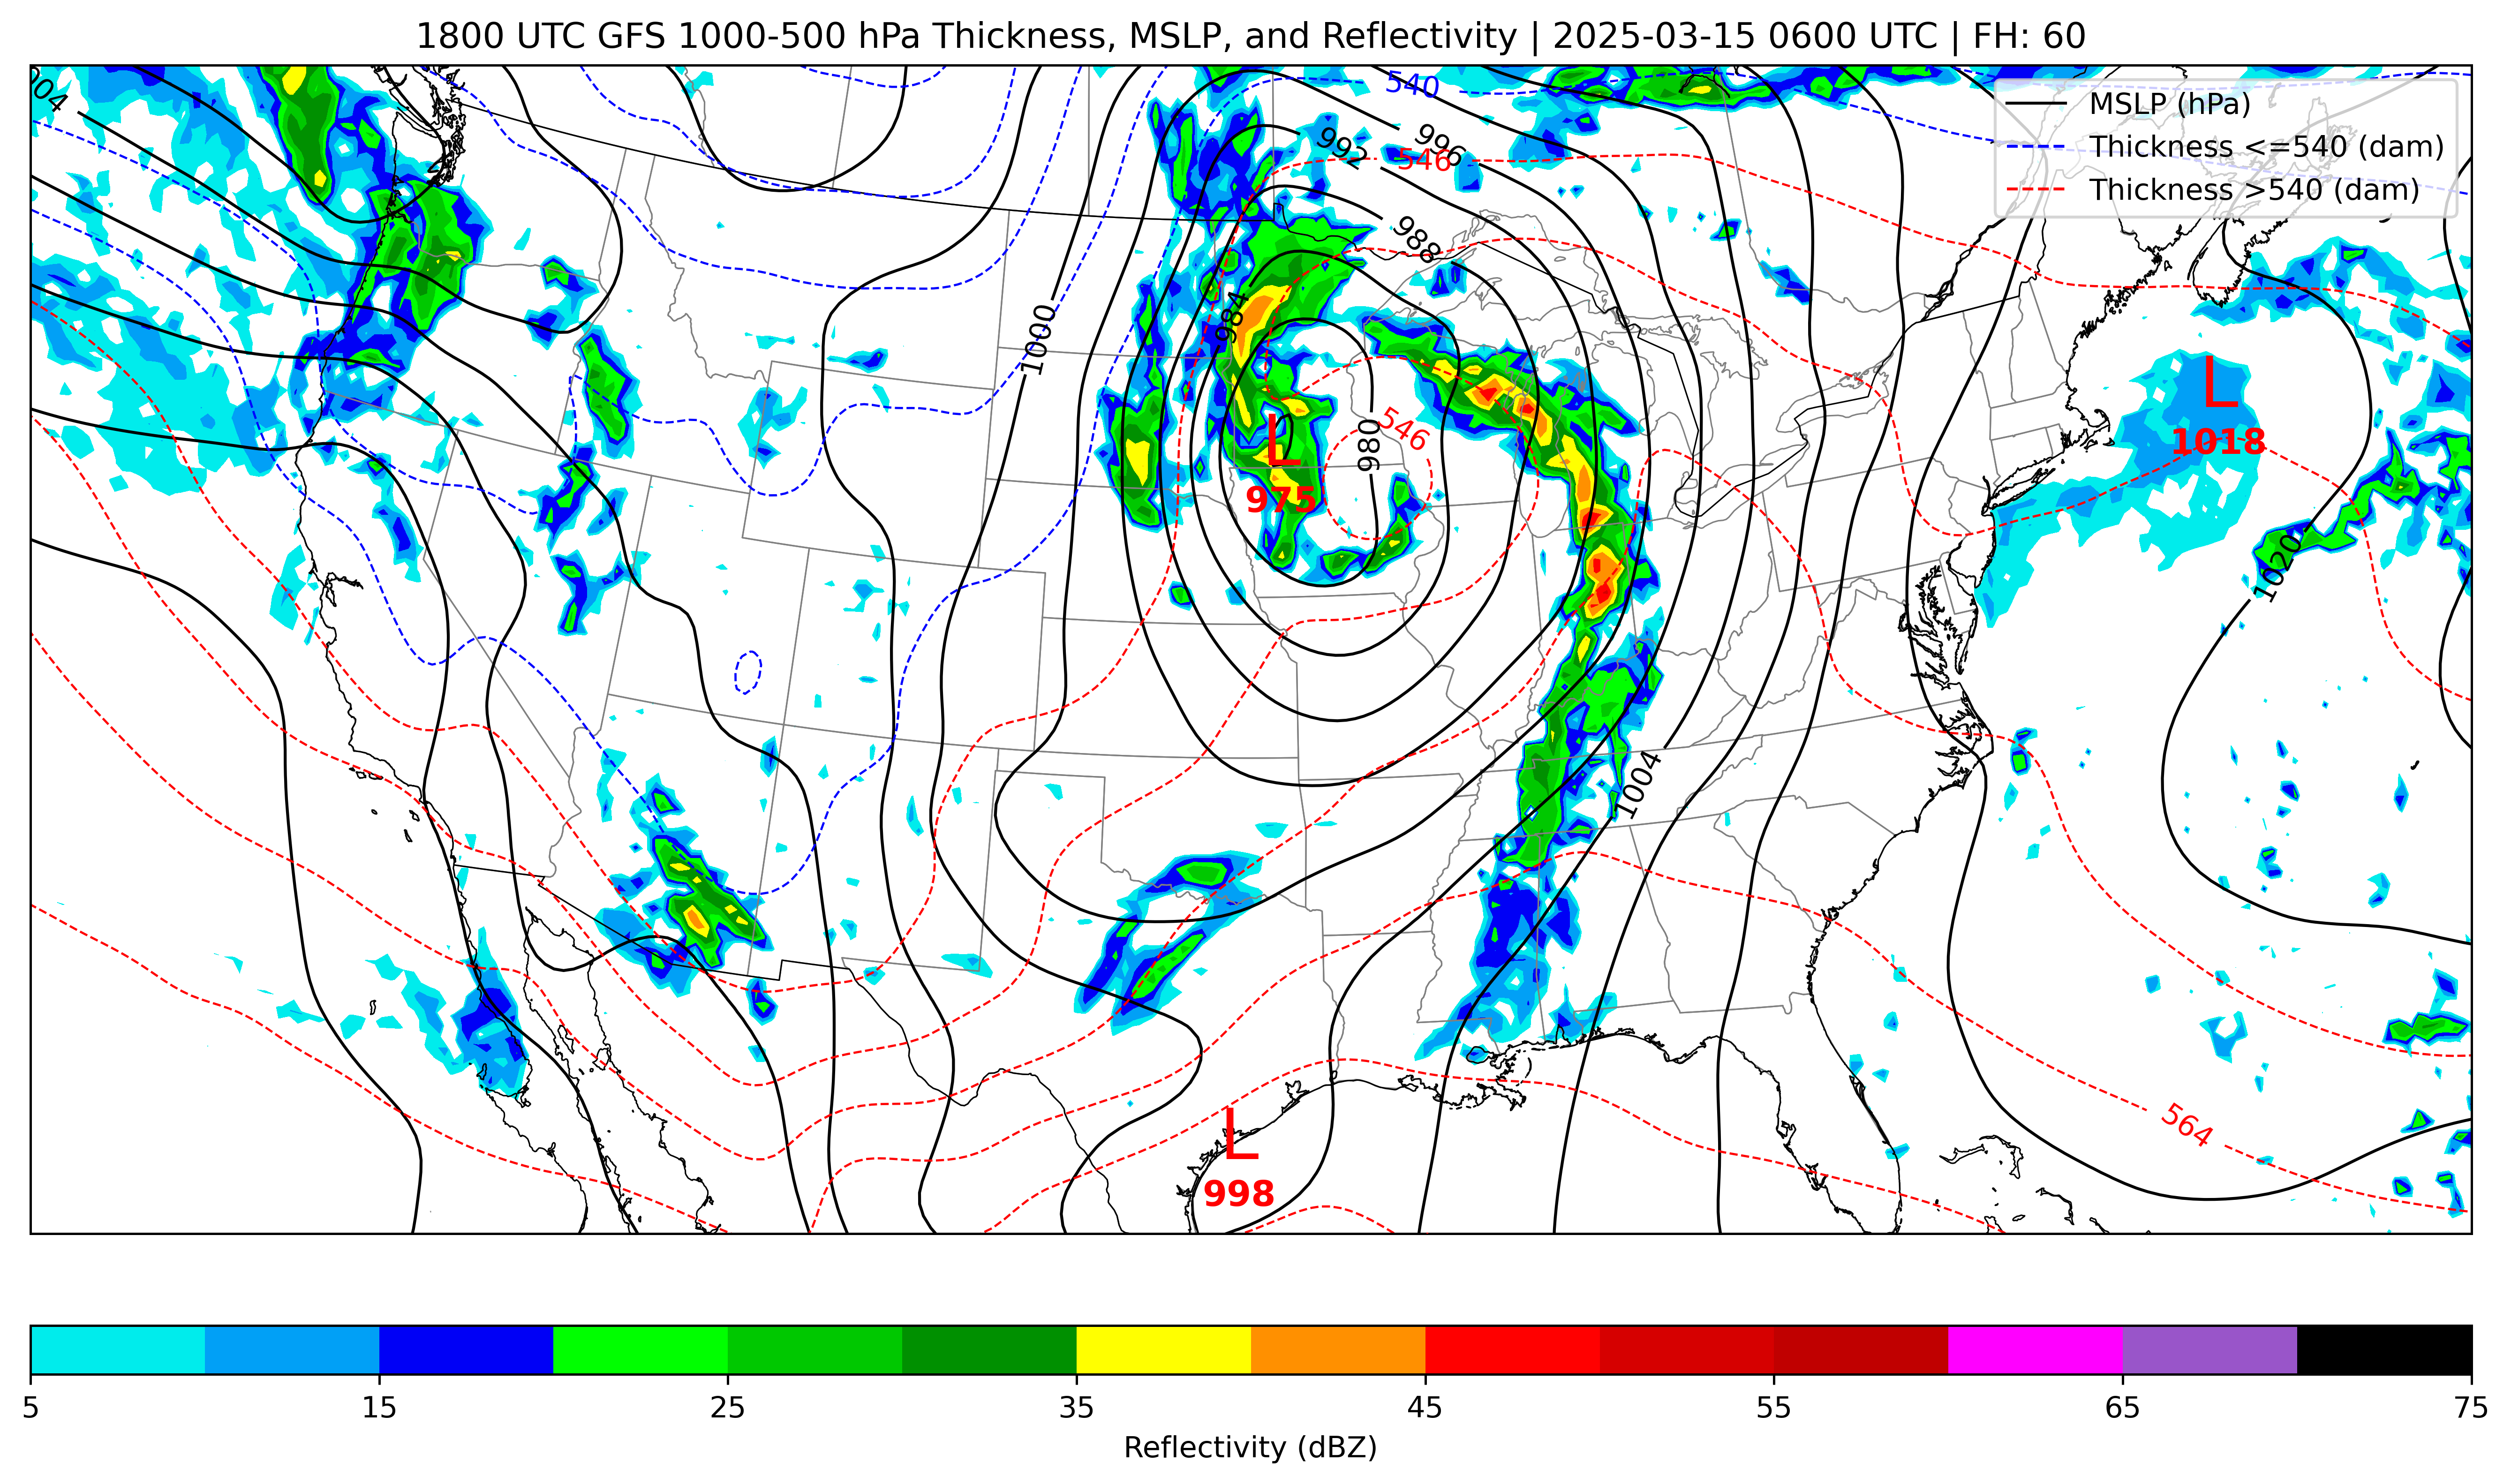 1800 UTC GFS 1000-500 hPa Thickness, MSLP, and Reflectivity | 2025-03-15 0600 UTC | FH: 60
MSLP (hPa)
Thickness <=540 (dam)
Thickness >540 (dam)
540
992
996
546
988
984
1000
980
546
L
975
L
1018
1020
1004
564
L
998
5 15 25 35 45 55 65 75
Reflectivity (dBZ)